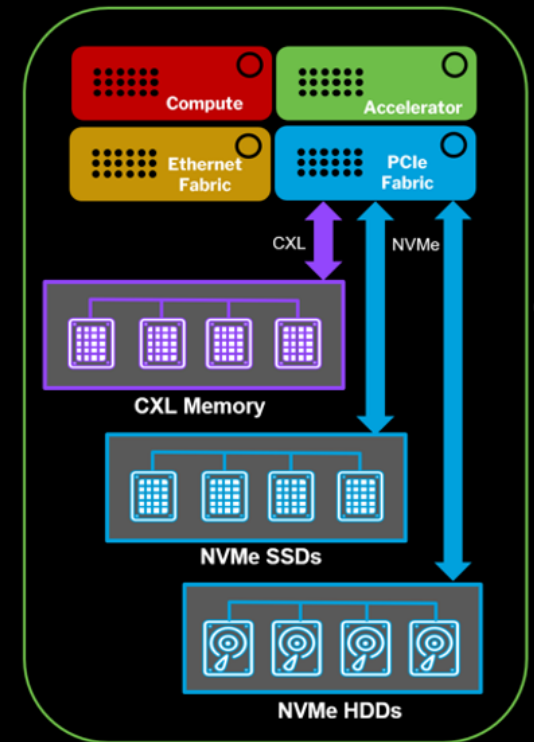 Compute
Accelerator
Ethernet
Fabric
PCIe
Fabric
CXL
NVMe
CXL Memory
NVMe SSDs
NVMe HDDs